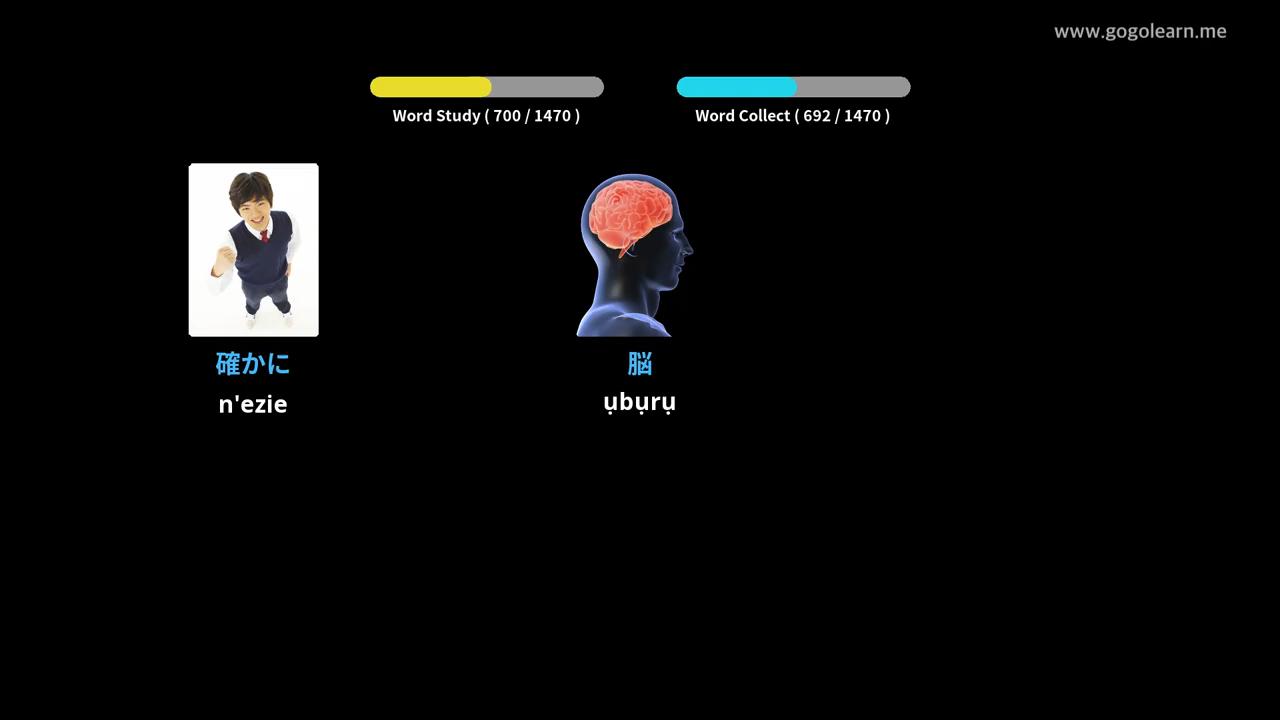 www.gogolearn.me
Word Study ( 700 / 1470 )
Word Collect ( 692 / 1470 )
確かに
n'ezie
脳
ụbụrụ